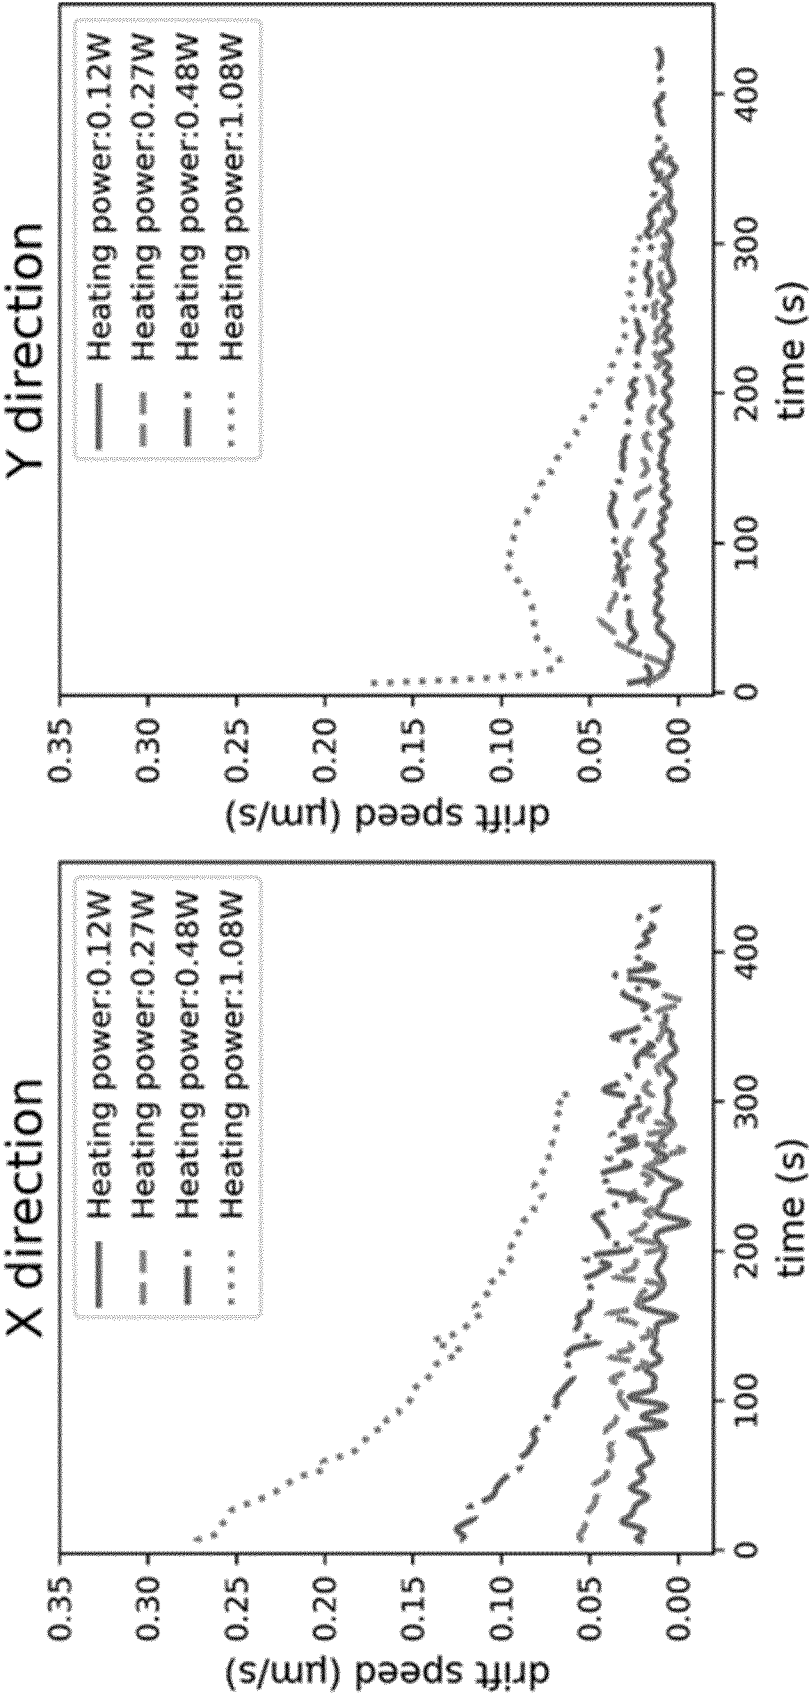 X direction
drift speed (μm/s)
0.35
0.30
0.25
0.20
0.15
0.10
0.05
0.00
Heating power:0.12W
Heating power:0.27W
Heating power:0.48W
Heating power:1.08W
0 100 200 300 400
time (s)
Y direction
drift speed (μm/s)
0.35
0.30
0.25
0.20
0.15
0.10
0.05
0.00
Heating power:0.12W
Heating power:0.27W
Heating power:0.48W
Heating power:1.08W
0 100 200 300 400
time (s)